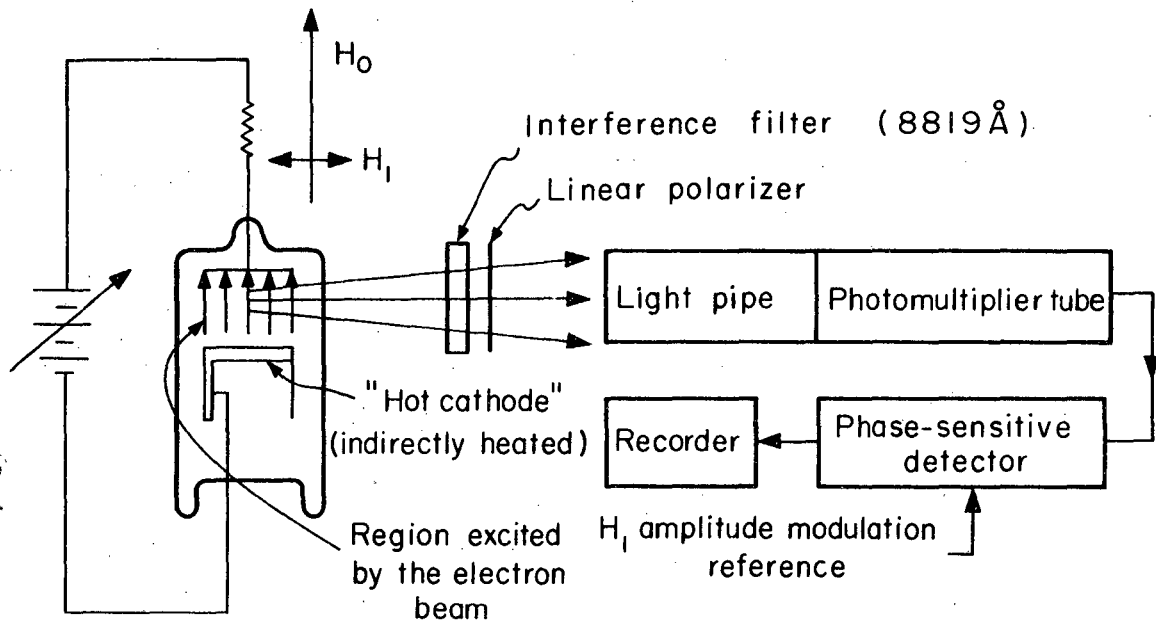 H₀
H₁
Interference filter (8819Å)
Linear polarizer
Light pipe
Photomultiplier tube
"Hot cathode"
(indirectly heated)
Recorder
Phase-sensitive
detector
Region excited
by the electron
beam
H₁ amplitude modulation
reference